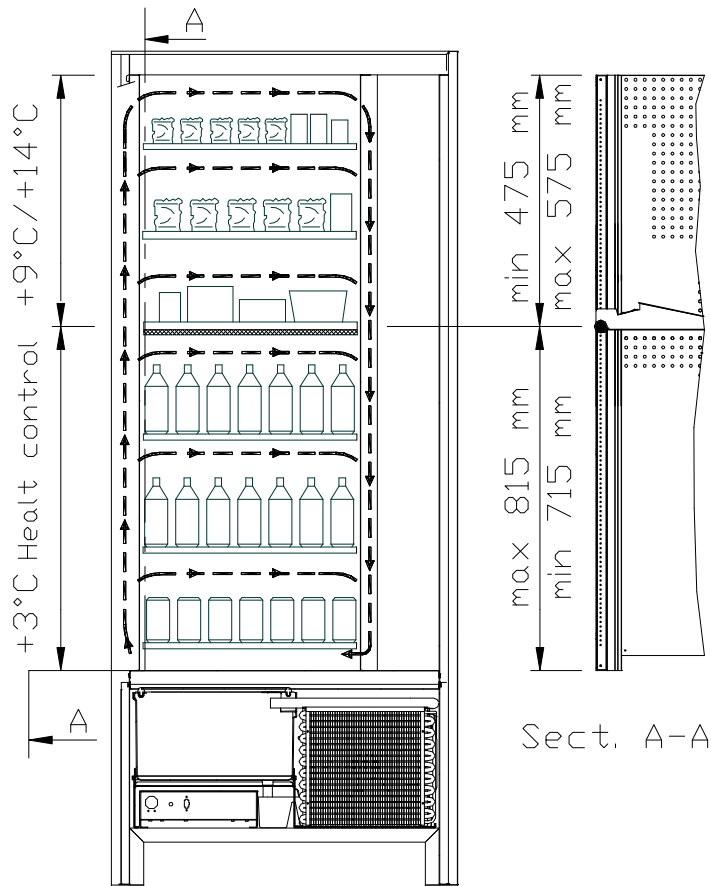 A
+9°C/+14°C
min 475 mm
max 575 mm
+3°C Healt control
max 815 mm
min 715 mm
A
Sect. A-A